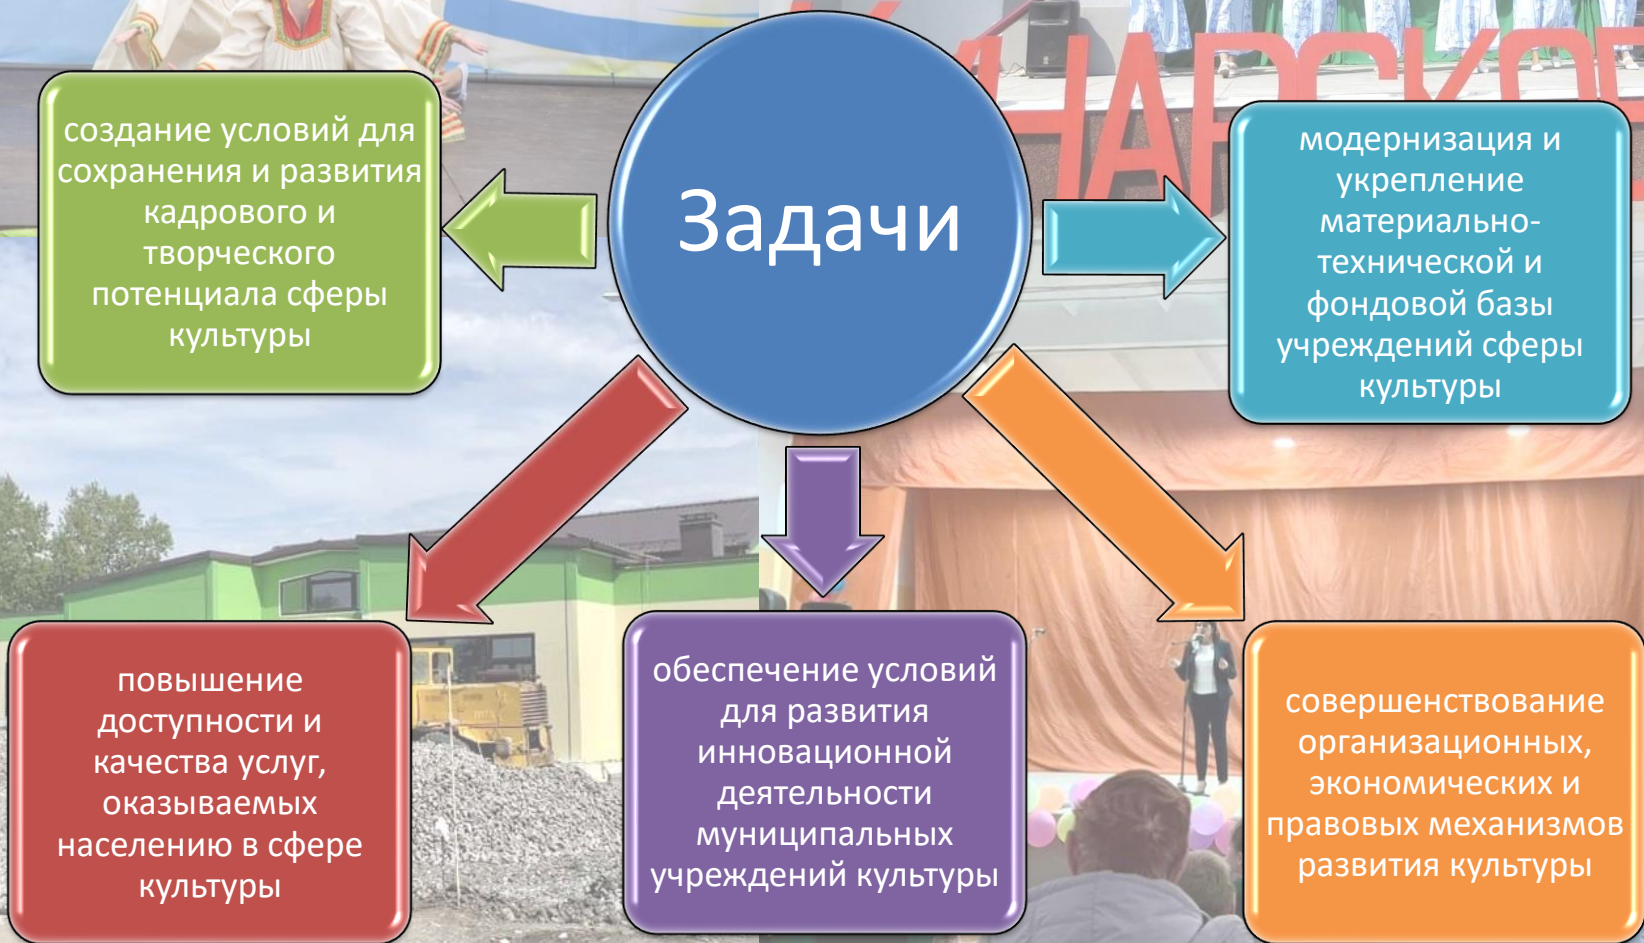 Задачи
создание условий для
сохранения и развития
кадрового и
творческого
потенциала сферы
культуры
модернизация и
укрепление
материально-
технической и
фондовой базы
учреждений сферы
культуры
повышение
доступности и
качества услуг,
оказываемых
населению в сфере
культуры
обеспечение условий
для развития
инновационной
деятельности
муниципальных
учреждений культуры
совершенствование
организационных,
экономических и
правовых механизмов
развития культуры